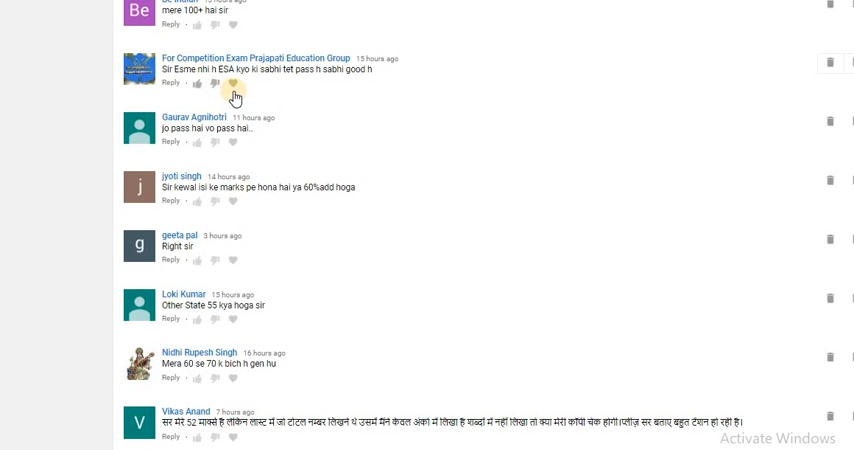 mere 100+ hai sir
Reply
For Competition Exam Prajapati Education Group 15 hours ago
Sir Esme nhi h ESA kyo ki sabhi tet pass h sabhi good h
Reply
Gaurav Agnihotri 11 hours ago
jo pass hai vo pass hai..
Reply
j
jyoti singh 14 hours ago
Sir kewal isi ke marks pe hona hai ya 60%add hoga
Reply
g
geeta pal 3 hours ago
Right sir
Reply
Loki Kumar 15 hours ago
Other State 55 kya hoga sir
Reply
Nidhi Rupesh Singh 16 hours ago
Mera 60 se 70 k bich h gen hu
Reply
V
Vikas Anand 7 hours ago
सर मेरे 52 मार्क्स है लेकिन लास्ट में जो टोटल नम्बर लिखने थे उसमें मैंने केवल अंको में लिखा है शब्दों में नहीं लिखा तो क्या मेरी कॉपी चेक होगी।प्लीज़ सर बताए बहुत टेंशन हो रही है।
Reply
Be
Activate Windows